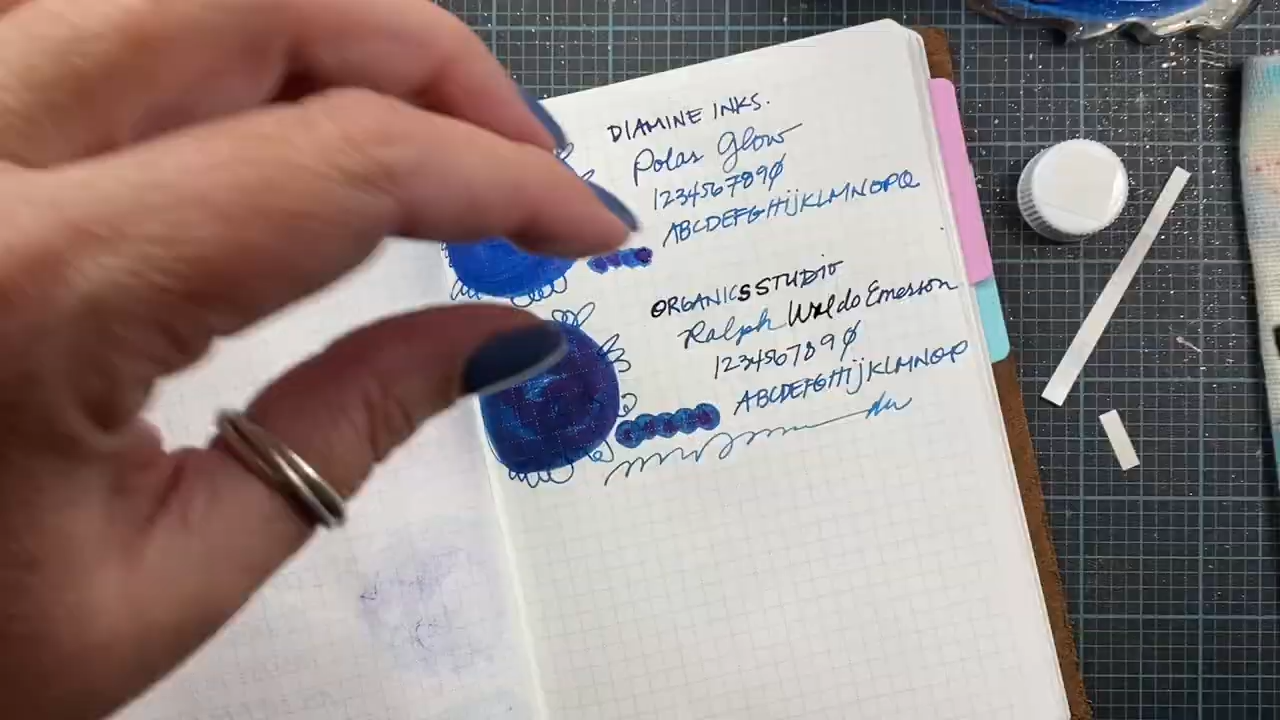 DIAMINE INKS.
Polar Glow
1234567890
ABCDEFGHIJKLMNOPQ
ORGANICS STUDIO
Ralph Waldo Emerson
1234567890
ABCDEFGHIJKLMNOP